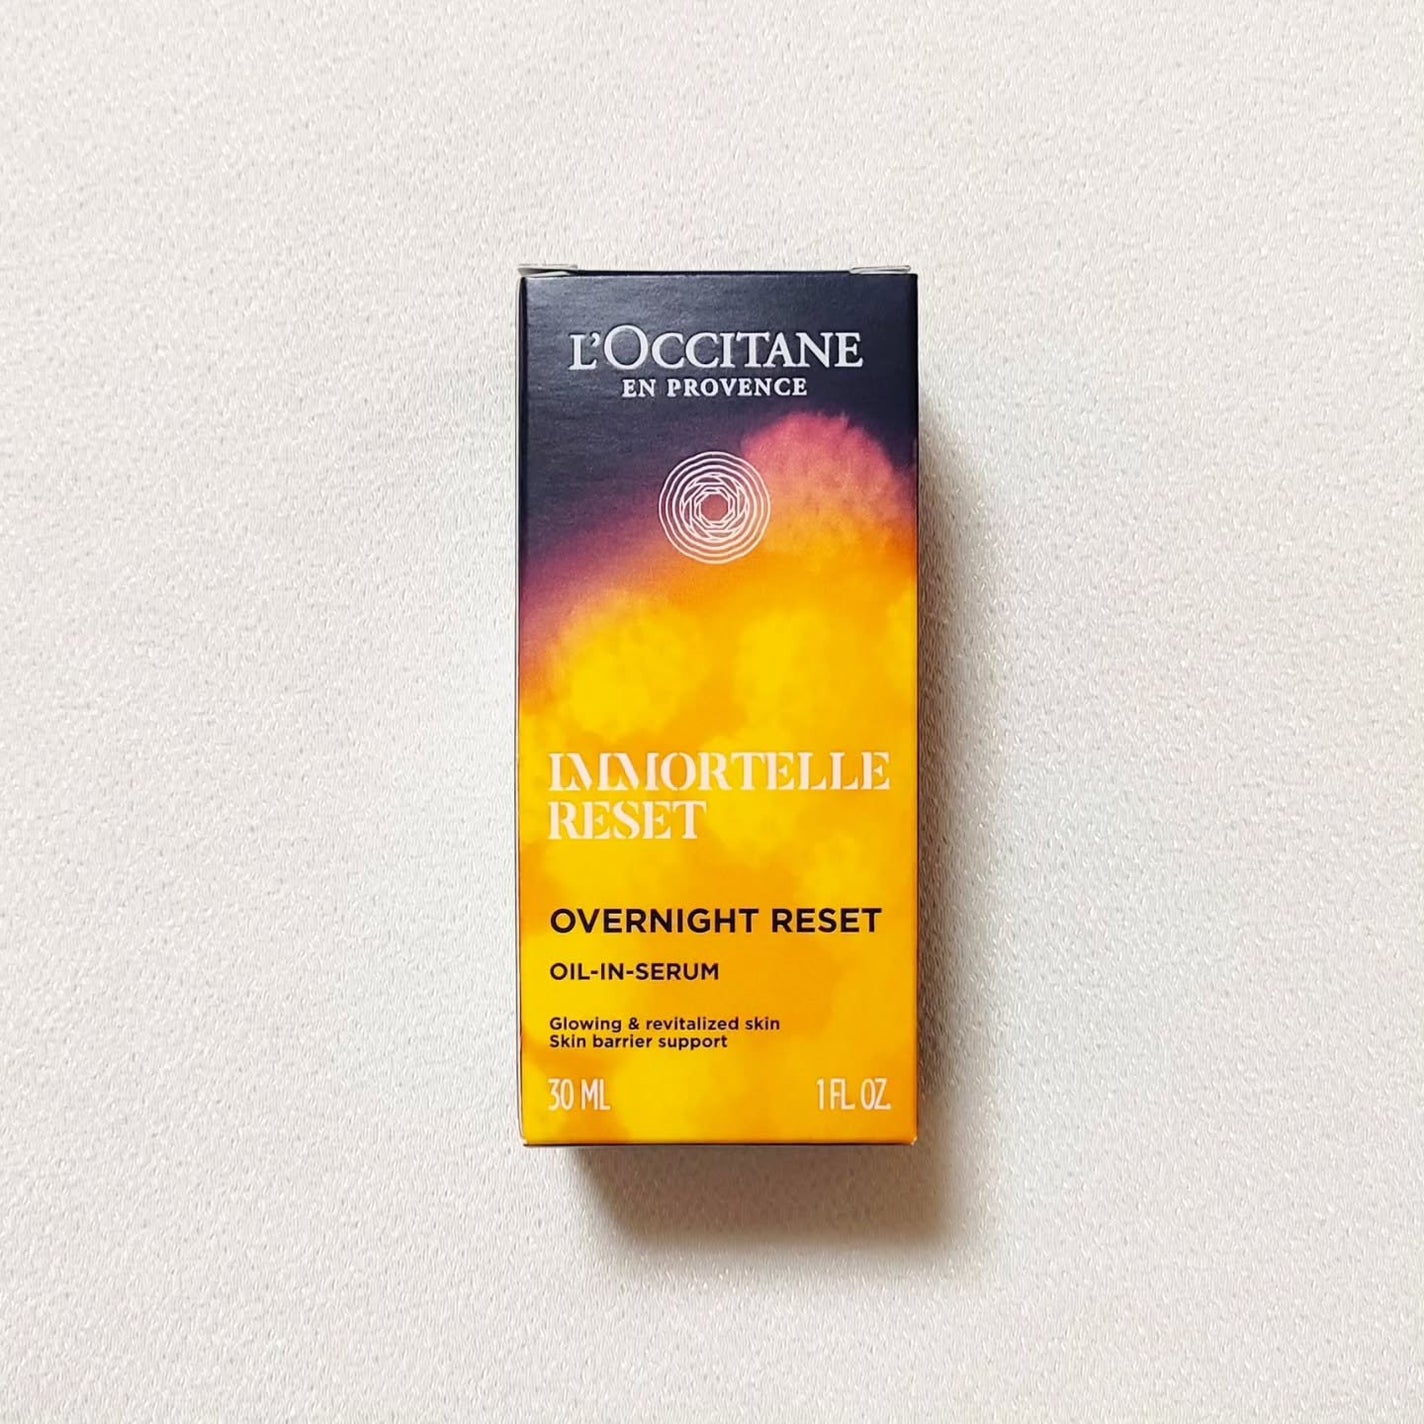 L'OCCITANE
EN PROVENCE
IMMORTELLE
RESET
OVERNIGHT RESET
OIL-IN-SERUM
Glowing & revitalized skin
Skin barrier support
30 ML 1 FL. OZ.